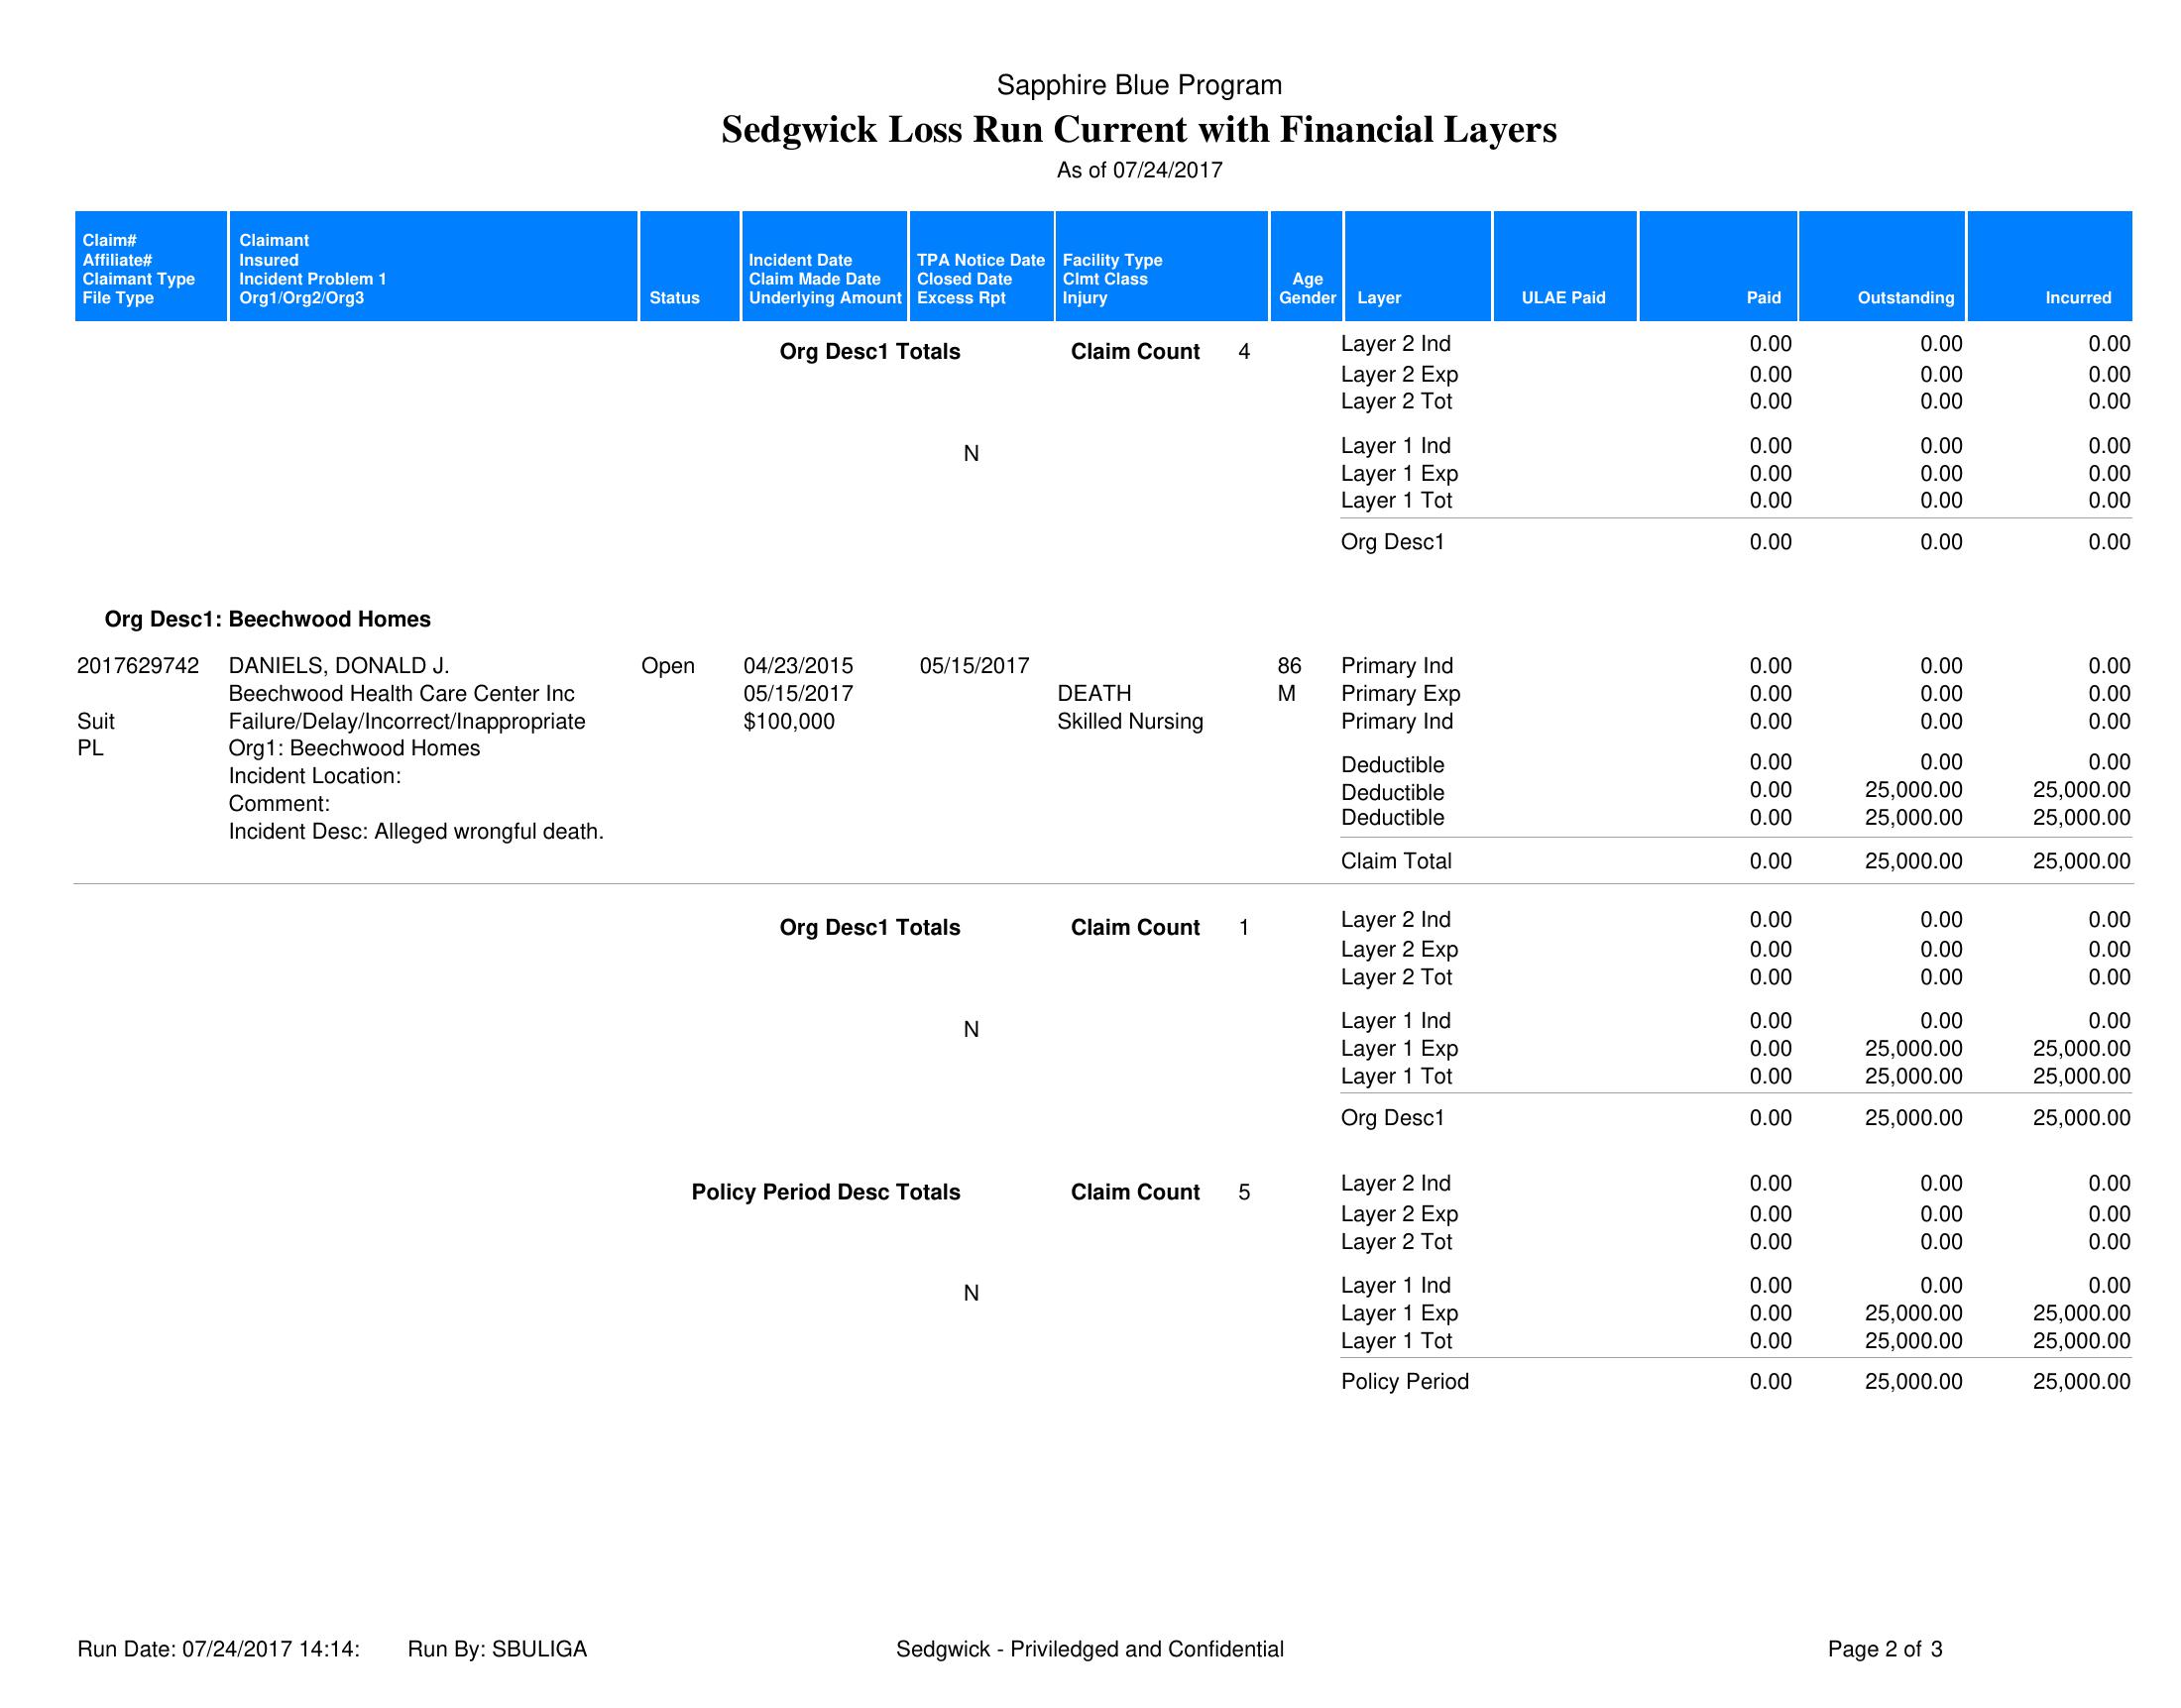 Sapphire Blue Program
Sedgwick Loss Run Current with Financial Layers
As of 07/24/2017
Claim# Claimant
Affiliate# Insured Incident Date TPA Notice Date Facility Type
Claimant Type Incident Problem 1 Claim Made Date Closed Date Clmt Class Age
File Type Org1/Org2/Org3 Status Underlying Amount Excess Rpt Injury Gender Layer ULAE Paid Paid Outstanding Incurred
Org Desc1 Totals Claim Count 4 Layer 2 Ind 0.00 0.00 0.00
Layer 2 Exp 0.00 0.00 0.00
Layer 2 Tot 0.00 0.00 0.00
N Layer 1 Ind 0.00 0.00 0.00
Layer 1 Exp 0.00 0.00 0.00
Layer 1 Tot 0.00 0.00 0.00
Org Desc1 0.00 0.00 0.00
Org Desc1: Beechwood Homes
2017629742 DANIELS, DONALD J. Open 04/23/2015 05/15/2017 86 Primary Ind 0.00 0.00 0.00
Beechwood Health Care Center Inc 05/15/2017 DEATH M Primary Exp 0.00 0.00 0.00
Suit Failure/Delay/Incorrect/Inappropriate $100,000 Skilled Nursing Primary Ind 0.00 0.00 0.00
PL Org1: Beechwood Homes
Deductible 0.00 0.00 0.00
Incident Location:
Deductible 0.00 25,000.00 25,000.00
Comment:
Deductible 0.00 25,000.00 25,000.00
Incident Desc: Alleged wrongful death.
Claim Total 0.00 25,000.00 25,000.00
Org Desc1 Totals Claim Count 1 Layer 2 Ind 0.00 0.00 0.00
Layer 2 Exp 0.00 0.00 0.00
Layer 2 Tot 0.00 0.00 0.00
N Layer 1 Ind 0.00 0.00 0.00
Layer 1 Exp 0.00 25,000.00 25,000.00
Layer 1 Tot 0.00 25,000.00 25,000.00
Org Desc1 0.00 25,000.00 25,000.00
Policy Period Desc Totals Claim Count 5 Layer 2 Ind 0.00 0.00 0.00
Layer 2 Exp 0.00 0.00 0.00
Layer 2 Tot 0.00 0.00 0.00
N Layer 1 Ind 0.00 0.00 0.00
Layer 1 Exp 0.00 25,000.00 25,000.00
Layer 1 Tot 0.00 25,000.00 25,000.00
Policy Period 0.00 25,000.00 25,000.00
Run Date: 07/24/2017 14:14: Run By: SBULIGA Sedgwick - Priviledged and Confidential Page 2 of 3